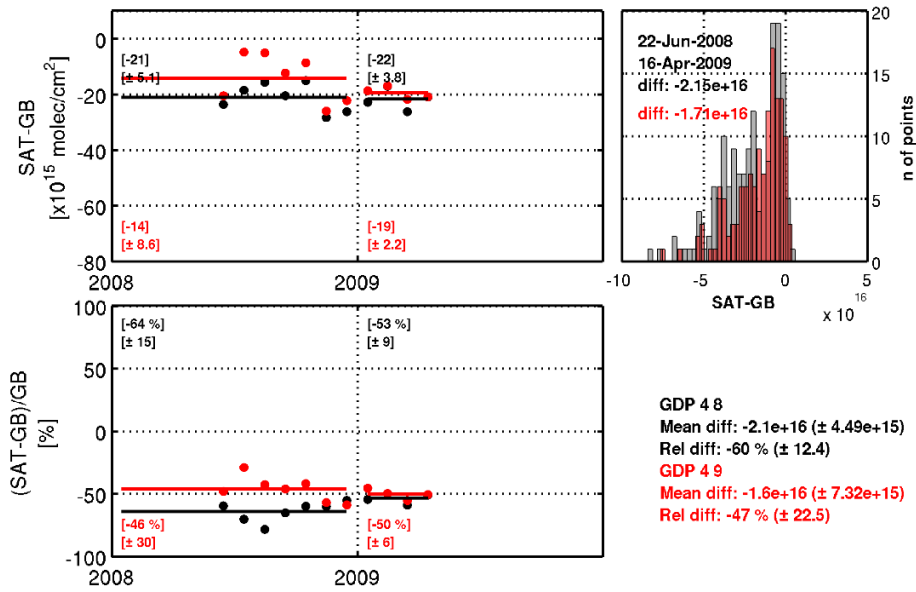 0
-20
-40
-60
-80
SAT-GB
[x10^15 molec/cm²]
[-21]
[± 5.1]
[-22]
[± 3.8]
[-14]
[± 8.6]
[-19]
[± 2.2]
2008
2009
22-Jun-2008
16-Apr-2009
diff: -2.15e+16
diff: -1.71e+16
20
15
10
5
0
n of points
-10
-5
0
5
SAT-GB
x 10^16
100
50
0
-50
-100
(SAT-GB)/GB
[%]
[-64 %]
[± 15]
[-53 %]
[± 9]
[-46 %]
[± 30]
[-50 %]
[± 6]
2008
2009
GDP 4 8
Mean diff: -2.1e+16 (± 4.49e+15)
Rel diff: -60 % (± 12.4)
GDP 4 9
Mean diff: -1.6e+16 (± 7.32e+15)
Rel diff: -47 % (± 22.5)